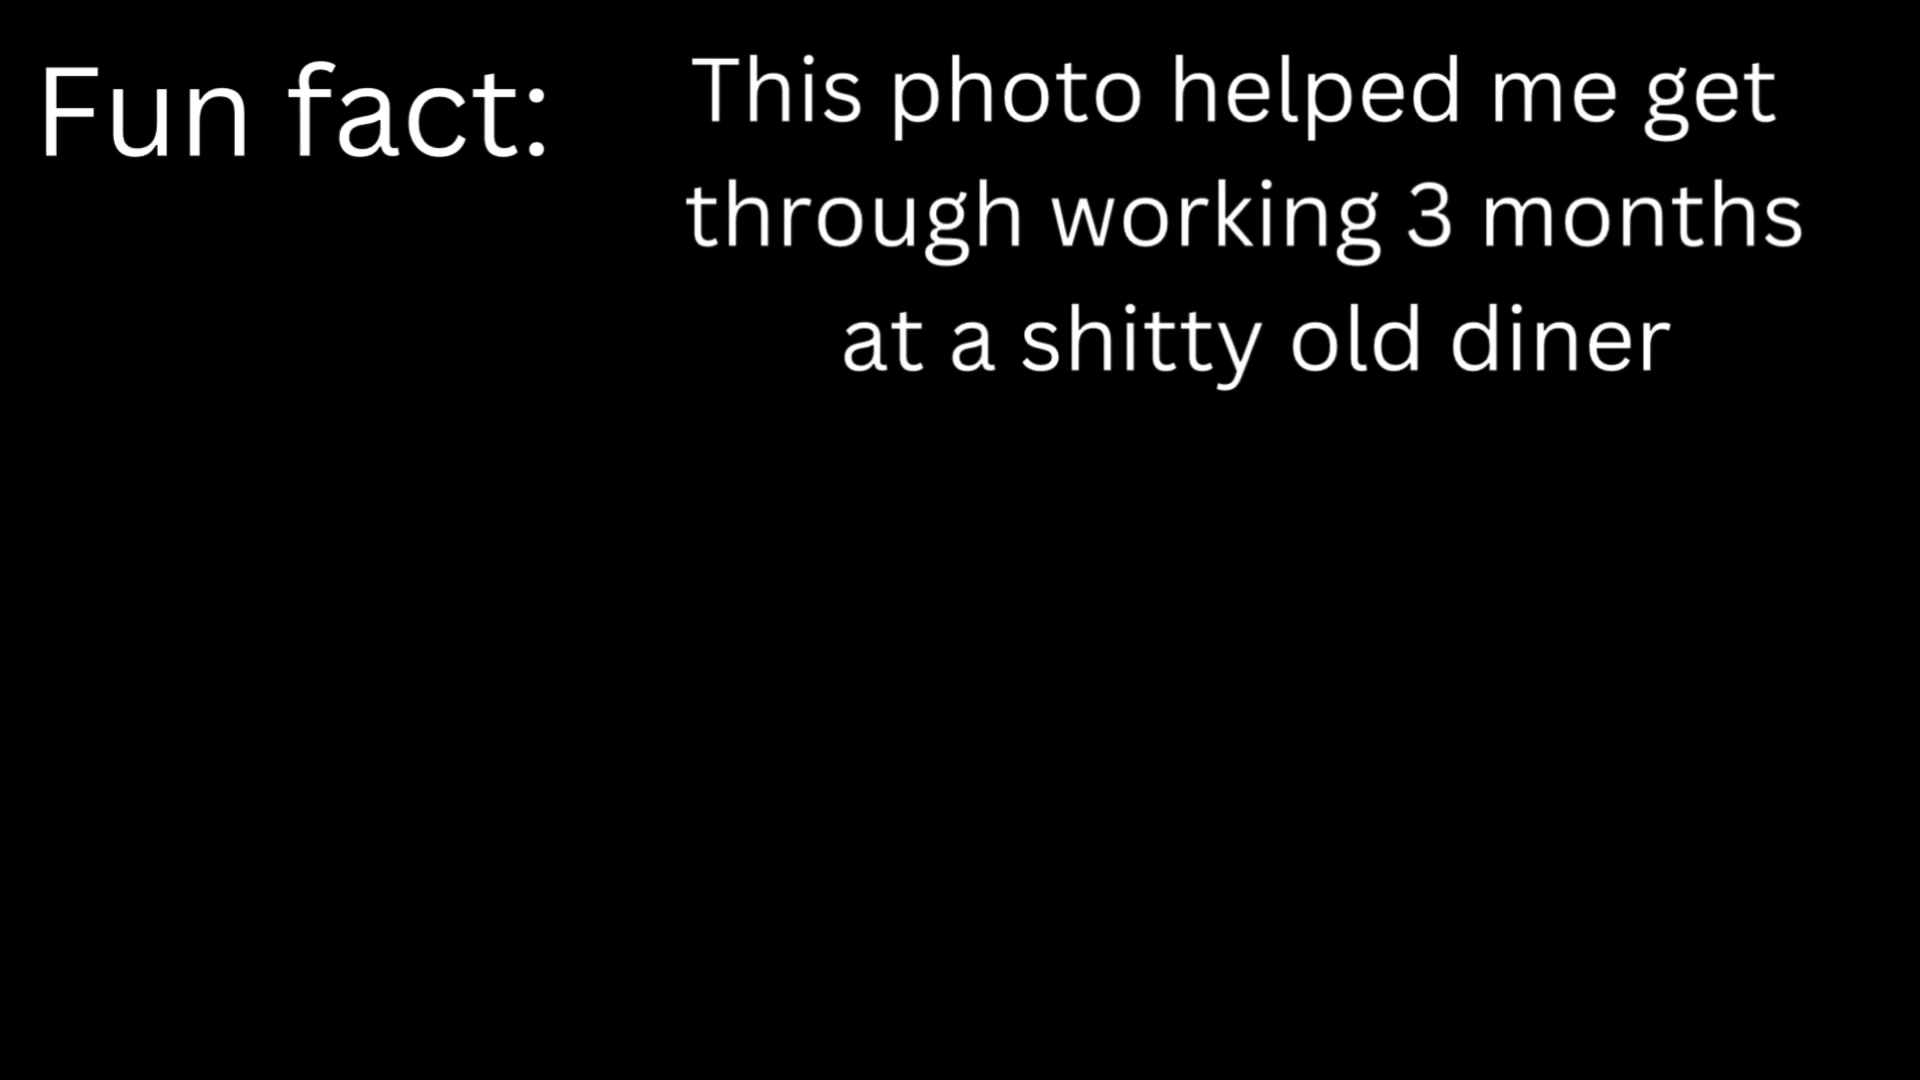 Fun fact:
This photo helped me get
through working 3 months
at a shitty old diner